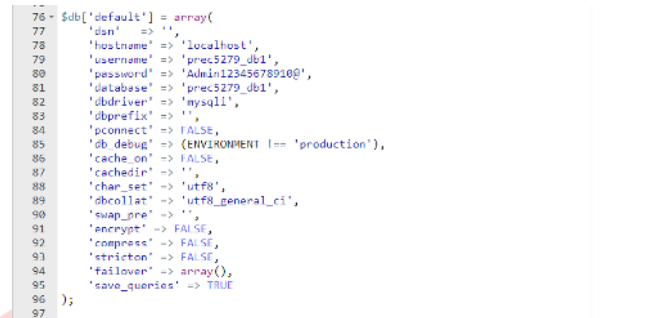 76 $db['default'] = array(
77 'dsn' => '',
78 'hostname' => 'localhost',
79 'username' => 'prec5279_db1',
80 'password' => 'Admin12345678910@',
81 'database' => 'prec5279_db1',
82 'dbdriver' => 'mysqli',
83 'dbprefix' => '',
84 'pconnect' => FALSE,
85 'db_debug' => (ENVIRONMENT !== 'production'),
86 'cache_on' => FALSE,
87 'cachedir' => '',
88 'char_set' => 'utf8',
89 'dbcollat' => 'utf8_general_ci',
90 'swap_pre' => '',
91 'encrypt' => FALSE,
92 'compress' => FALSE,
93 'stricton' => FALSE,
94 'failover' => array(),
95 'save_queries' => TRUE
96 );
97